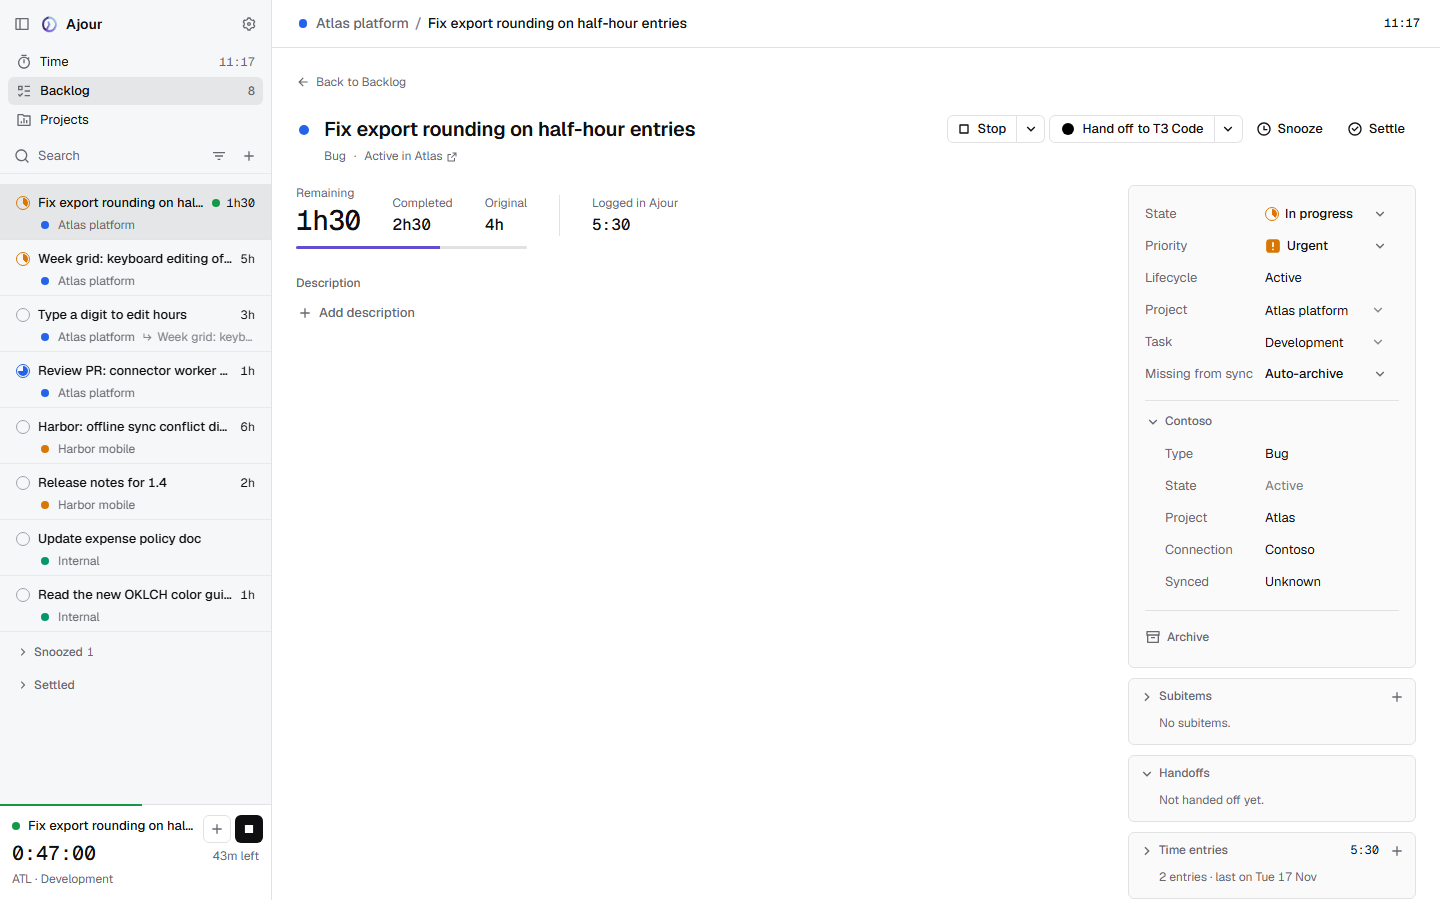 Ajour
Time 11:17
Backlog 8
Projects
Search
Fix export rounding on hal... 1h30
Atlas platform
Week grid: keyboard editing of... 5h
Atlas platform
Type a digit to edit hours 3h
Atlas platform Week grid: keyb...
Review PR: connector worker ... 1h
Atlas platform
Harbor: offline sync conflict di... 6h
Harbor mobile
Release notes for 1.4 2h
Harbor mobile
Update expense policy doc
Internal
Read the new OKLCH color gui... 1h
Internal
Snoozed 1
Settled
Fix export rounding on hal...
0:47:00 43m left
ATL · Development
Atlas platform / Fix export rounding on half-hour entries 11:17
Back to Backlog
Fix export rounding on half-hour entries
Stop Hand off to T3 Code Snooze Settle
Bug · Active in Atlas
Remaining Completed Original Logged in Ajour
1h30 2h30 4h 5:30
Description
Add description
State In progress
Priority Urgent
Lifecycle Active
Project Atlas platform
Task Development
Missing from sync Auto-archive
Contoso
Type Bug
State Active
Project Atlas
Connection Contoso
Synced Unknown
Archive
Subitems
No subitems.
Handoffs
Not handed off yet.
Time entries 5:30
2 entries · last on Tue 17 Nov